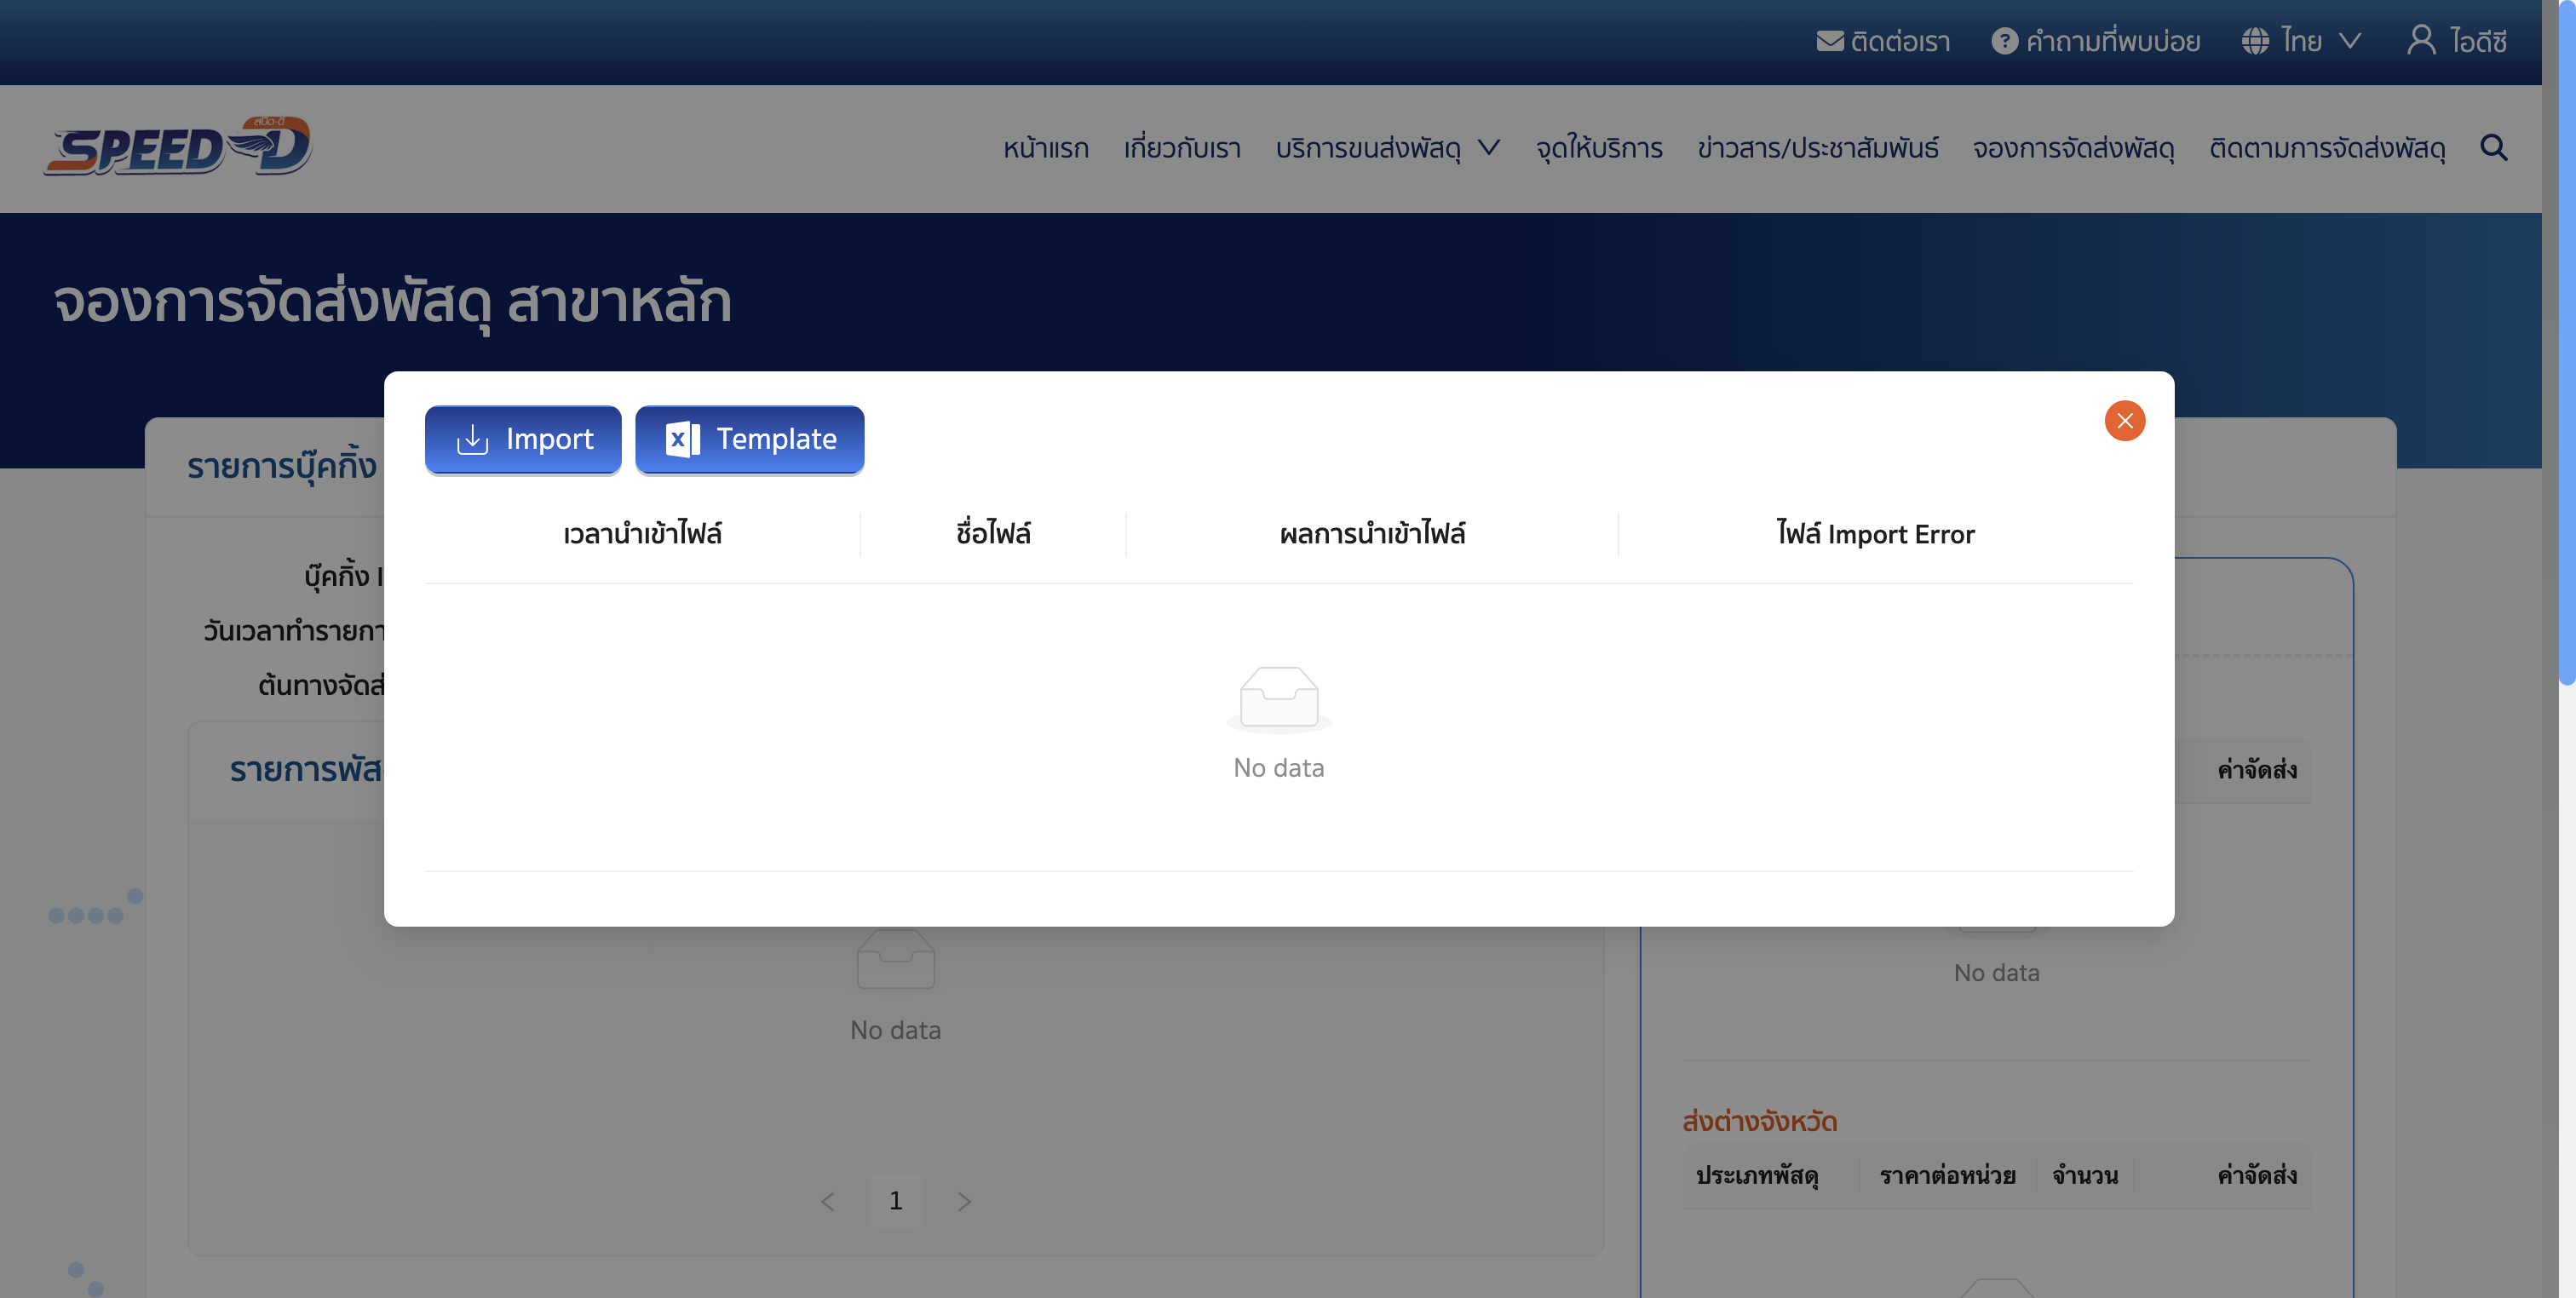 ติดต่อเรา คำถามที่พบบ่อย ไทย ไอดีซี
สปีด-ดี
SPEED-D
หน้าแรก เกี่ยวกับเรา บริการขนส่งพัสดุ จุดให้บริการ ข่าวสาร/ประชาสัมพันธ์ จองการจัดส่งพัสดุ ติดตามการจัดส่งพัสดุ
จองการจัดส่งพัสดุ สาขาหลัก
Import Template
รายการบุ๊คกิ้ง
เวลานำเข้าไฟล์ ชื่อไฟล์ ผลการนำเข้าไฟล์ ไฟล์ Import Error
บุ๊คกิ้ง
วันเวลาทำรายกา
ต้นทางจัดส่
รายการพัส
No data
ค่าจัดส่ง
No data
No data
ส่งต่างจังหวัด
ประเภทพัสดุ ราคาต่อหน่วย จำนวน ค่าจัดส่ง
1